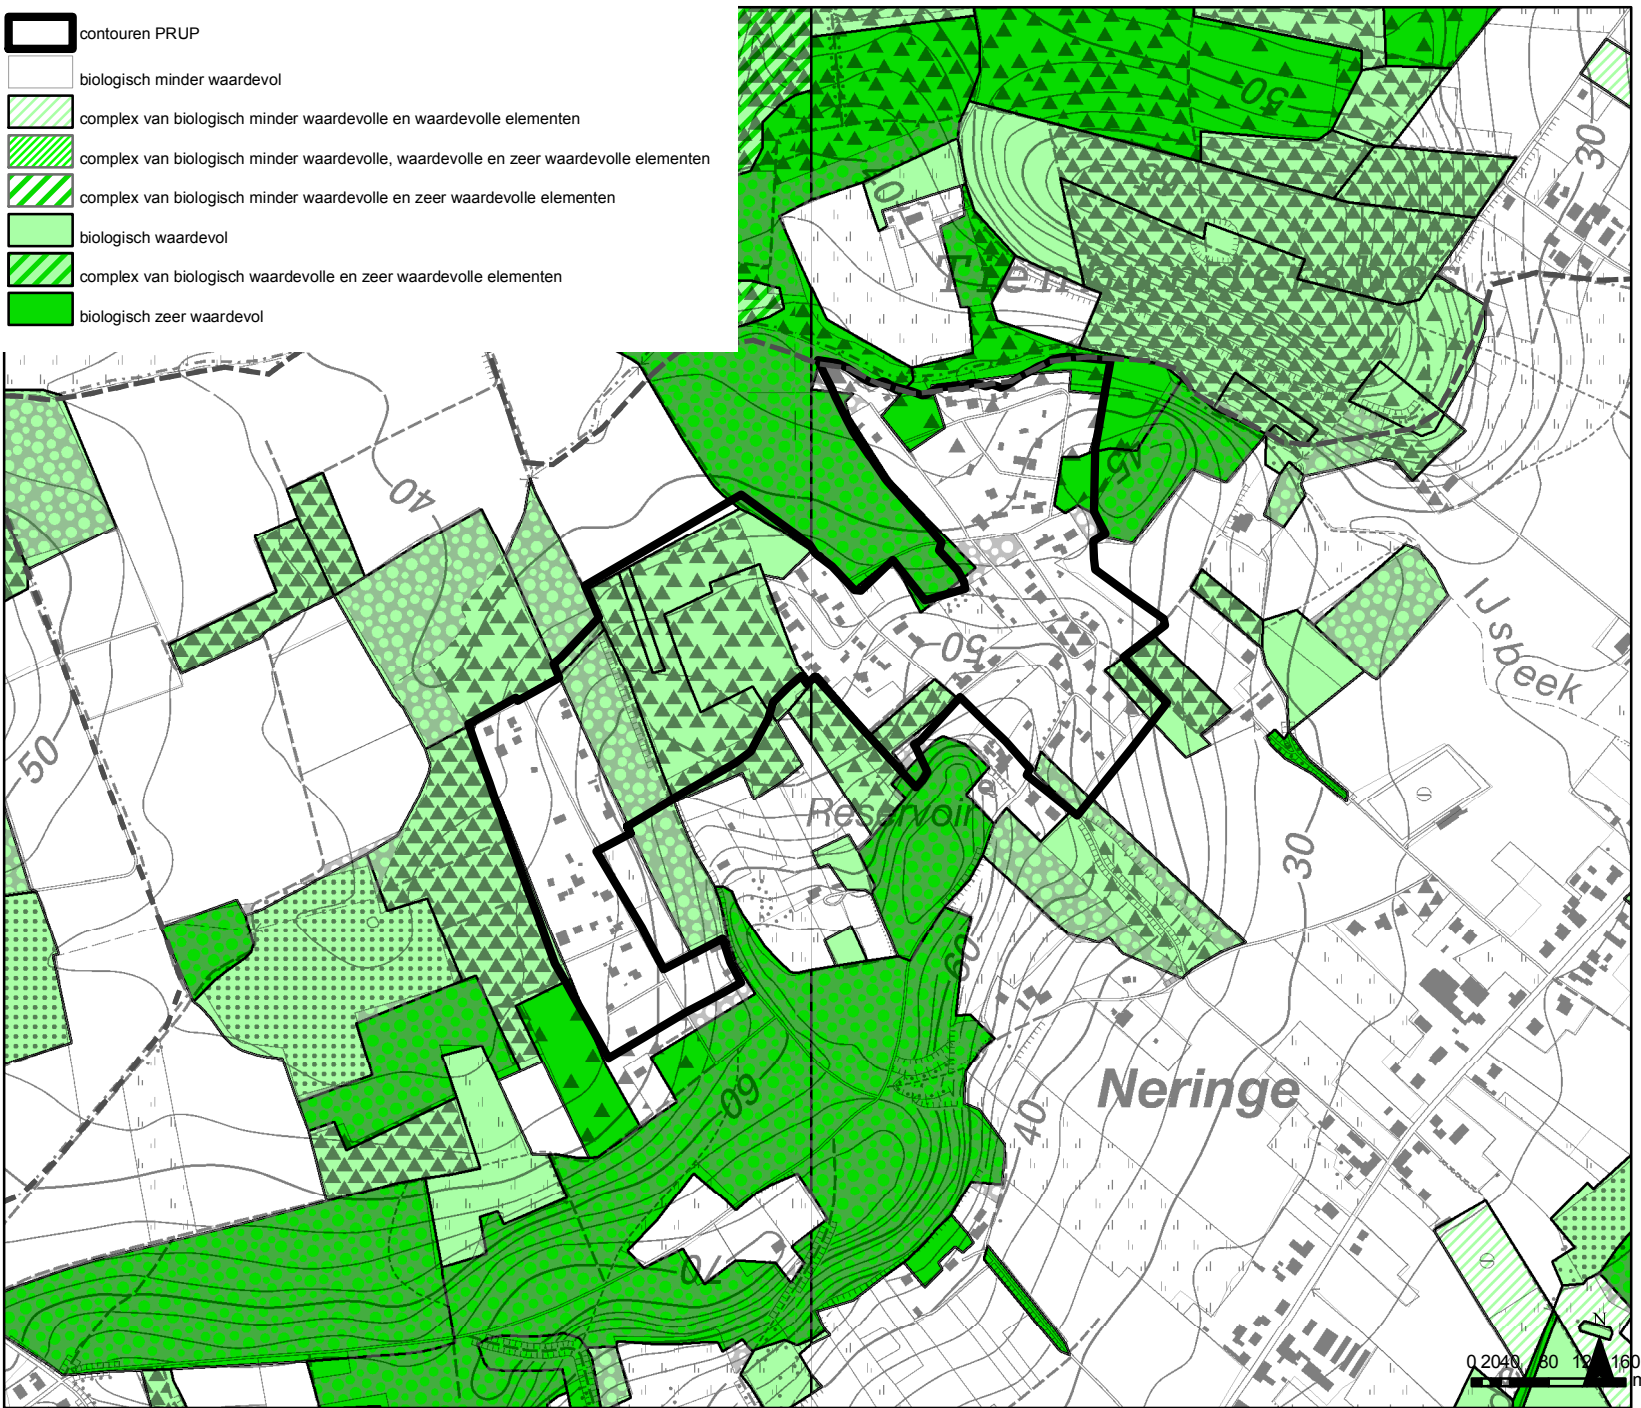 contouren PRUP
biologisch minder waardevol
complex van biologisch minder waardevolle en waardevolle elementen
complex van biologisch minder waardevolle, waardevolle en zeer waardevolle elementen
complex van biologisch minder waardevolle en zeer waardevolle elementen
biologisch waardevol
complex van biologisch waardevolle en zeer waardevolle elementen
biologisch zeer waardevol
50
30
40
50
IJsbeek
50
Reservoir
30
60
Neringe
60
40
70
N
0 20 40 80 160